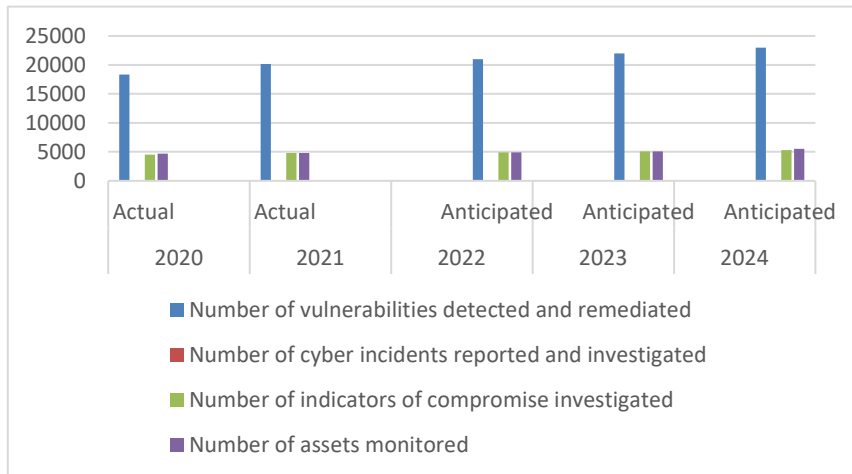 25000
20000
15000
10000
5000
0
Actual Actual Anticipated Anticipated Anticipated
2020 2021 2022 2023 2024
Number of vulnerabilities detected and remediated
Number of cyber incidents reported and investigated
Number of indicators of compromise investigated
Number of assets monitored